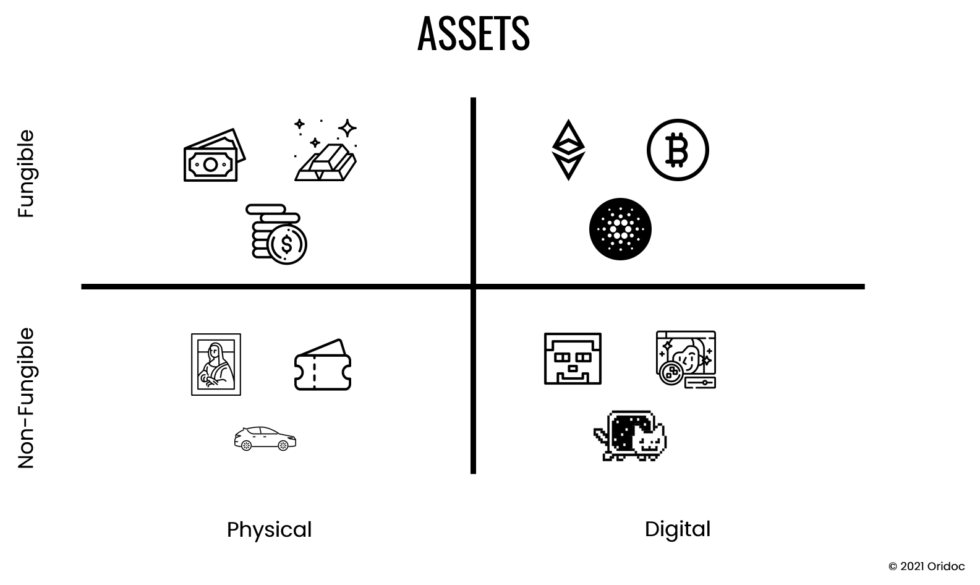 ASSETS
Fungible
$
Non-Fungible
Physical
Digital
© 2021 Oridoc